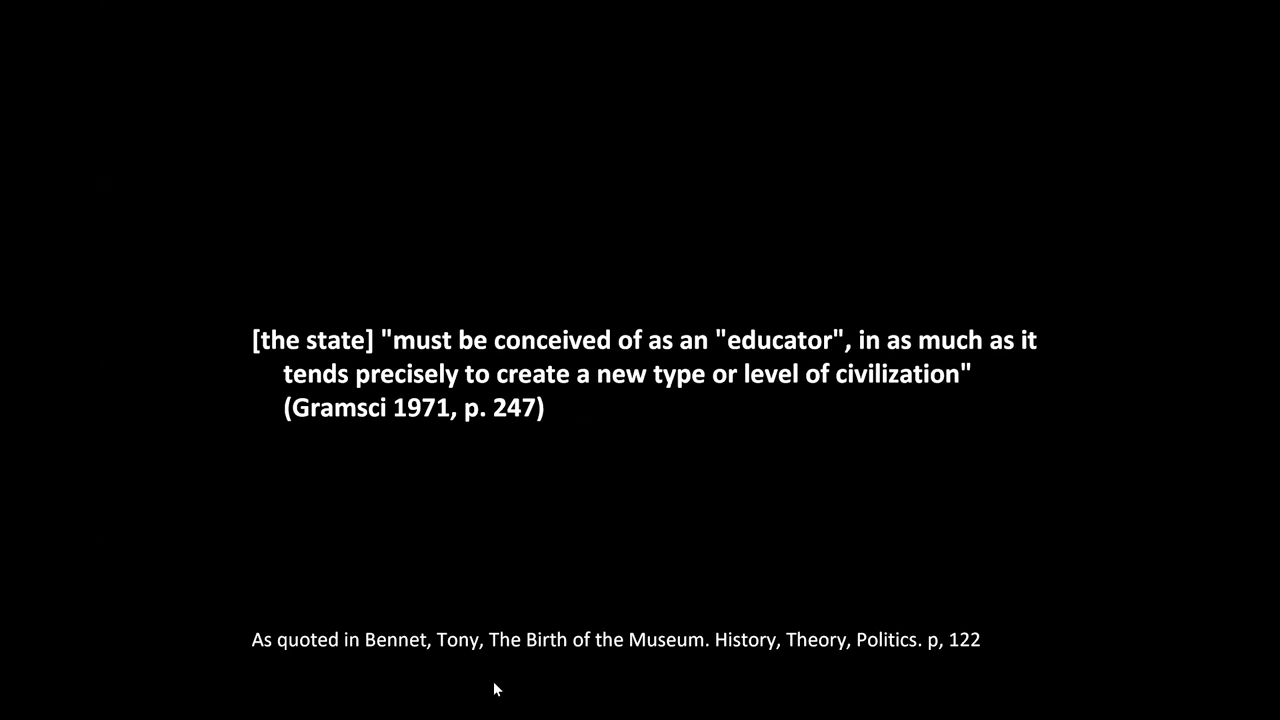 [the state] "must be conceived of as an "educator", in as much as it
tends precisely to create a new type or level of civilization"
(Gramsci 1971, p. 247)
As quoted in Bennet, Tony, The Birth of the Museum. History, Theory, Politics. p, 122